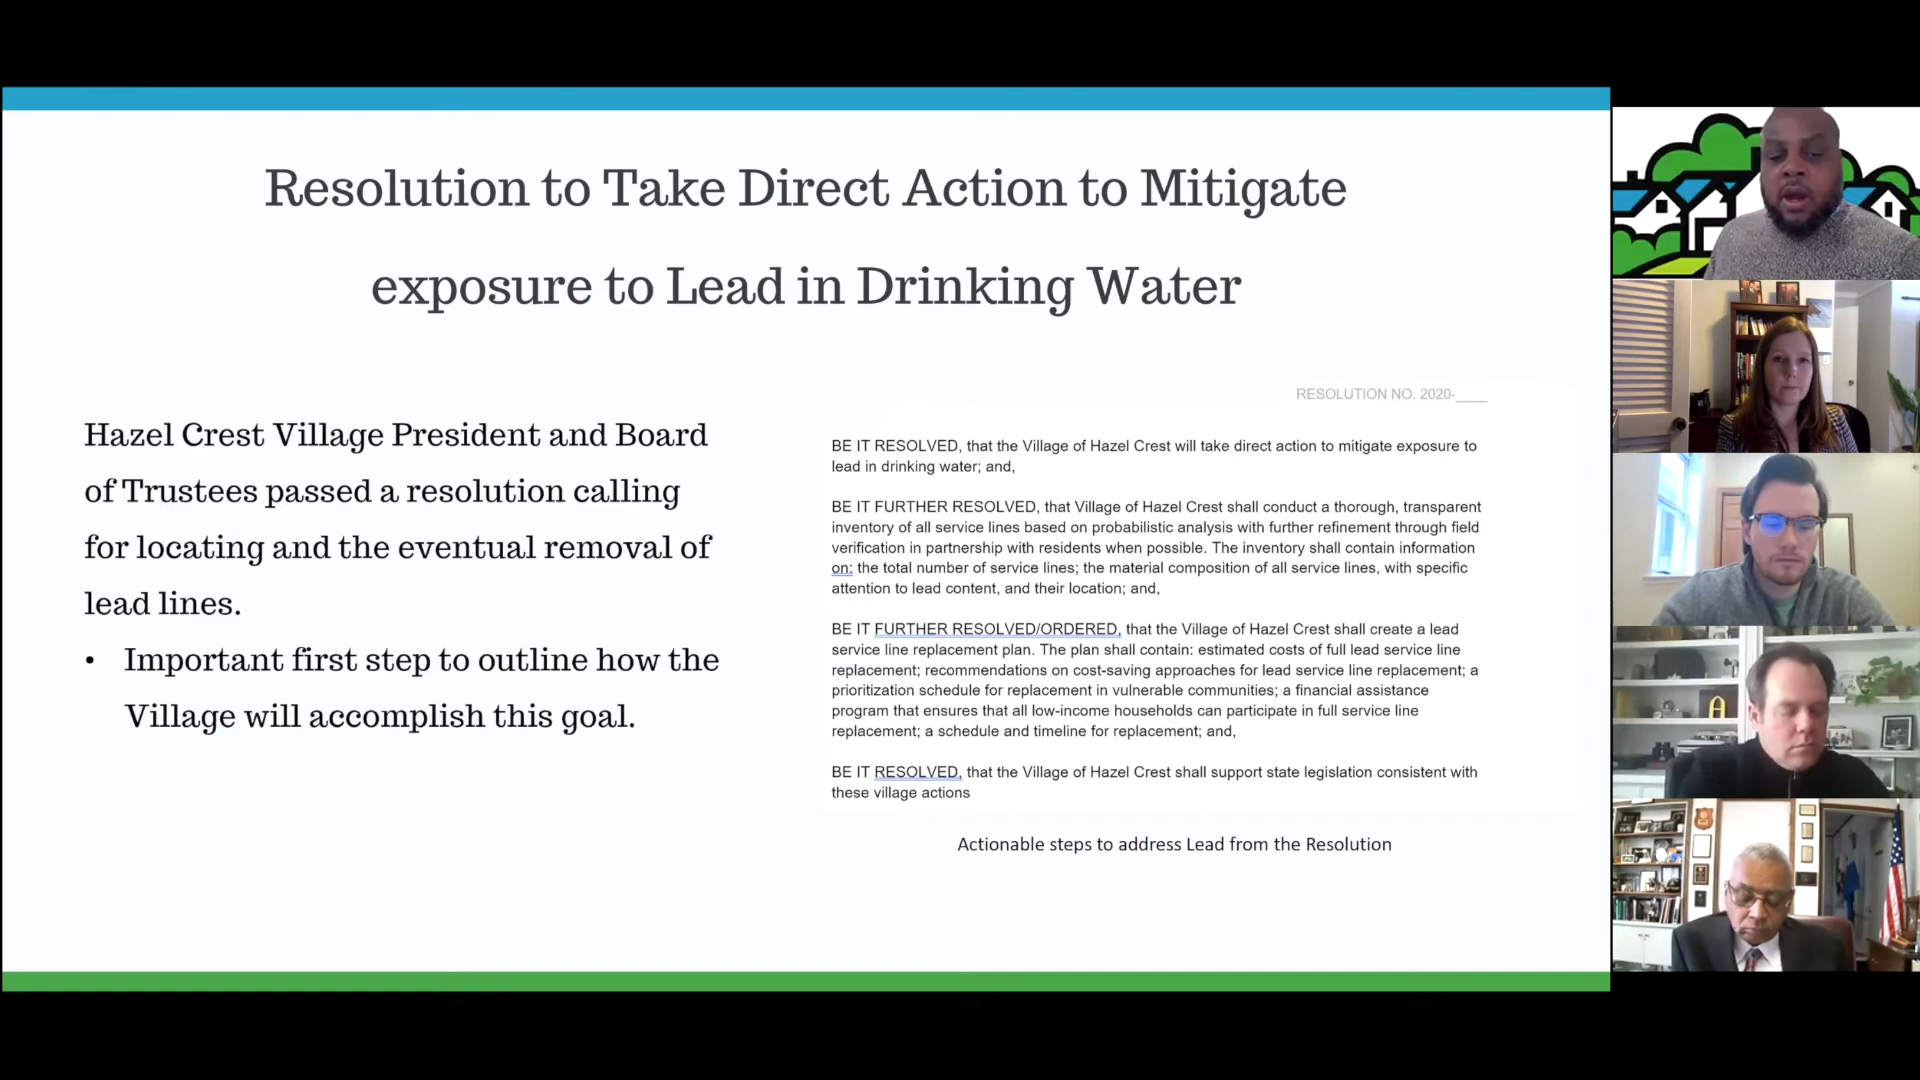 Resolution to Take Direct Action to Mitigate
exposure to Lead in Drinking Water
Hazel Crest Village President and Board
of Trustees passed a resolution calling
for locating and the eventual removal of
lead lines.
• Important first step to outline how the
Village will accomplish this goal.
RESOLUTION NO. 2020-____
BE IT RESOLVED, that the Village of Hazel Crest will take direct action to mitigate exposure to
lead in drinking water; and,
BE IT FURTHER RESOLVED, that Village of Hazel Crest shall conduct a thorough, transparent
inventory of all service lines based on probabilistic analysis with further refinement through field
verification in partnership with residents when possible. The inventory shall contain information
on: the total number of service lines; the material composition of all service lines, with specific
attention to lead content, and their location; and,
BE IT FURTHER RESOLVED/ORDERED, that the Village of Hazel Crest shall create a lead
service line replacement plan. The plan shall contain: estimated costs of full lead service line
replacement; recommendations on cost-saving approaches for lead service line replacement; a
prioritization schedule for replacement in vulnerable communities; a financial assistance
program that ensures that all low-income households can participate in full service line
replacement; a schedule and timeline for replacement; and,
BE IT RESOLVED, that the Village of Hazel Crest shall support state legislation consistent with
these village actions
Actionable steps to address Lead from the Resolution